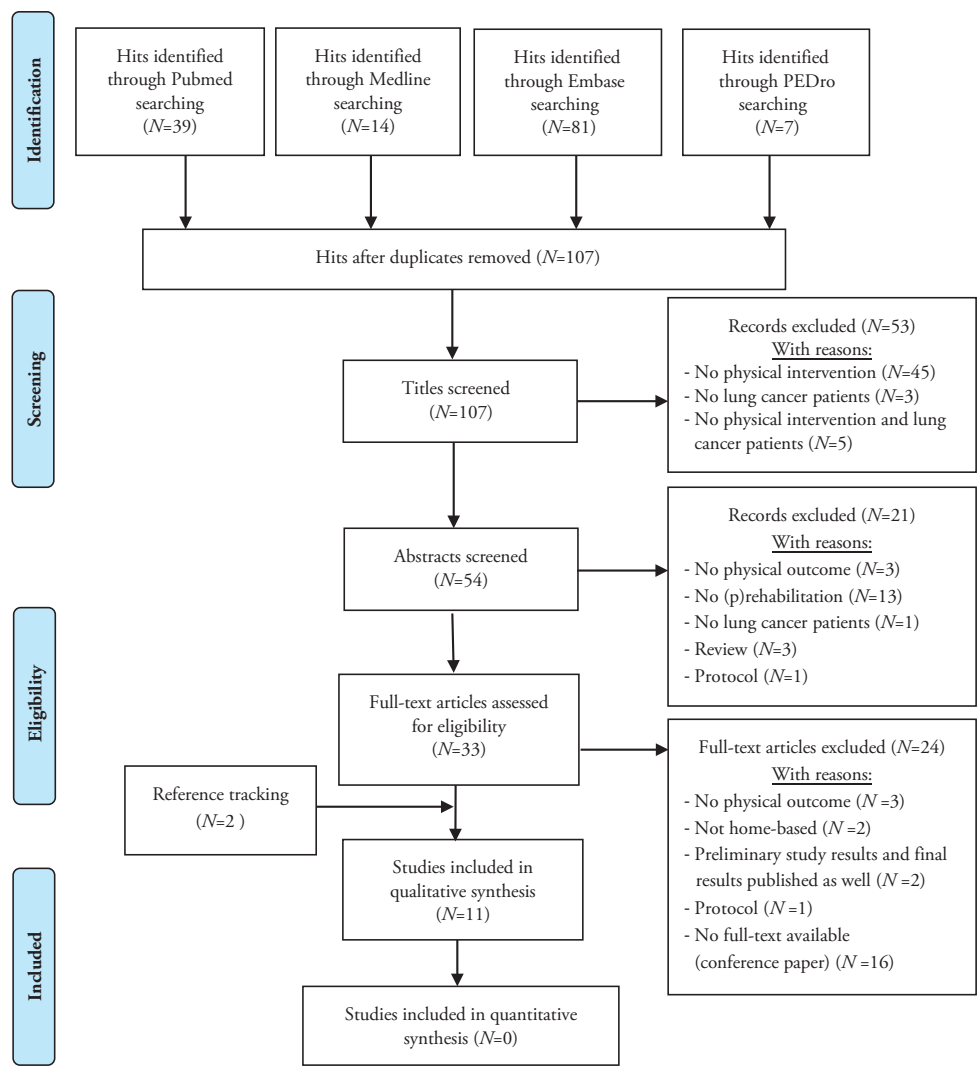 Identification
Hits identified
through Pubmed
searching
(N=39)
Hits identified
through Medline
searching
(N=14)
Hits identified
through Embase
searching
(N=81)
Hits identified
through PEDro
searching
(N=7)
Hits after duplicates removed (N=107)
Screening
Titles screened
(N=107)
Records excluded (N=53)
With reasons:
- No physical intervention (N=45)
- No lung cancer patients (N=3)
- No physical intervention and lung
cancer patients (N=5)
Abstracts screened
(N=54)
Records excluded (N=21)
With reasons:
- No physical outcome (N=3)
- No (p)rehabilitation (N=13)
- No lung cancer patients (N=1)
- Review (N=3)
- Protocol (N=1)
Eligibility
Full-text articles assessed
for eligibility
(N=33)
Full-text articles excluded (N=24)
With reasons:
- No physical outcome (N =3)
- Not home-based (N =2)
- Preliminary study results and final
results published as well (N =2)
- Protocol (N =1)
- No full-text available
(conference paper) (N =16)
Reference tracking
(N=2 )
Included
Studies included in
qualitative synthesis
(N=11)
Studies included in quantitative
synthesis (N=0)